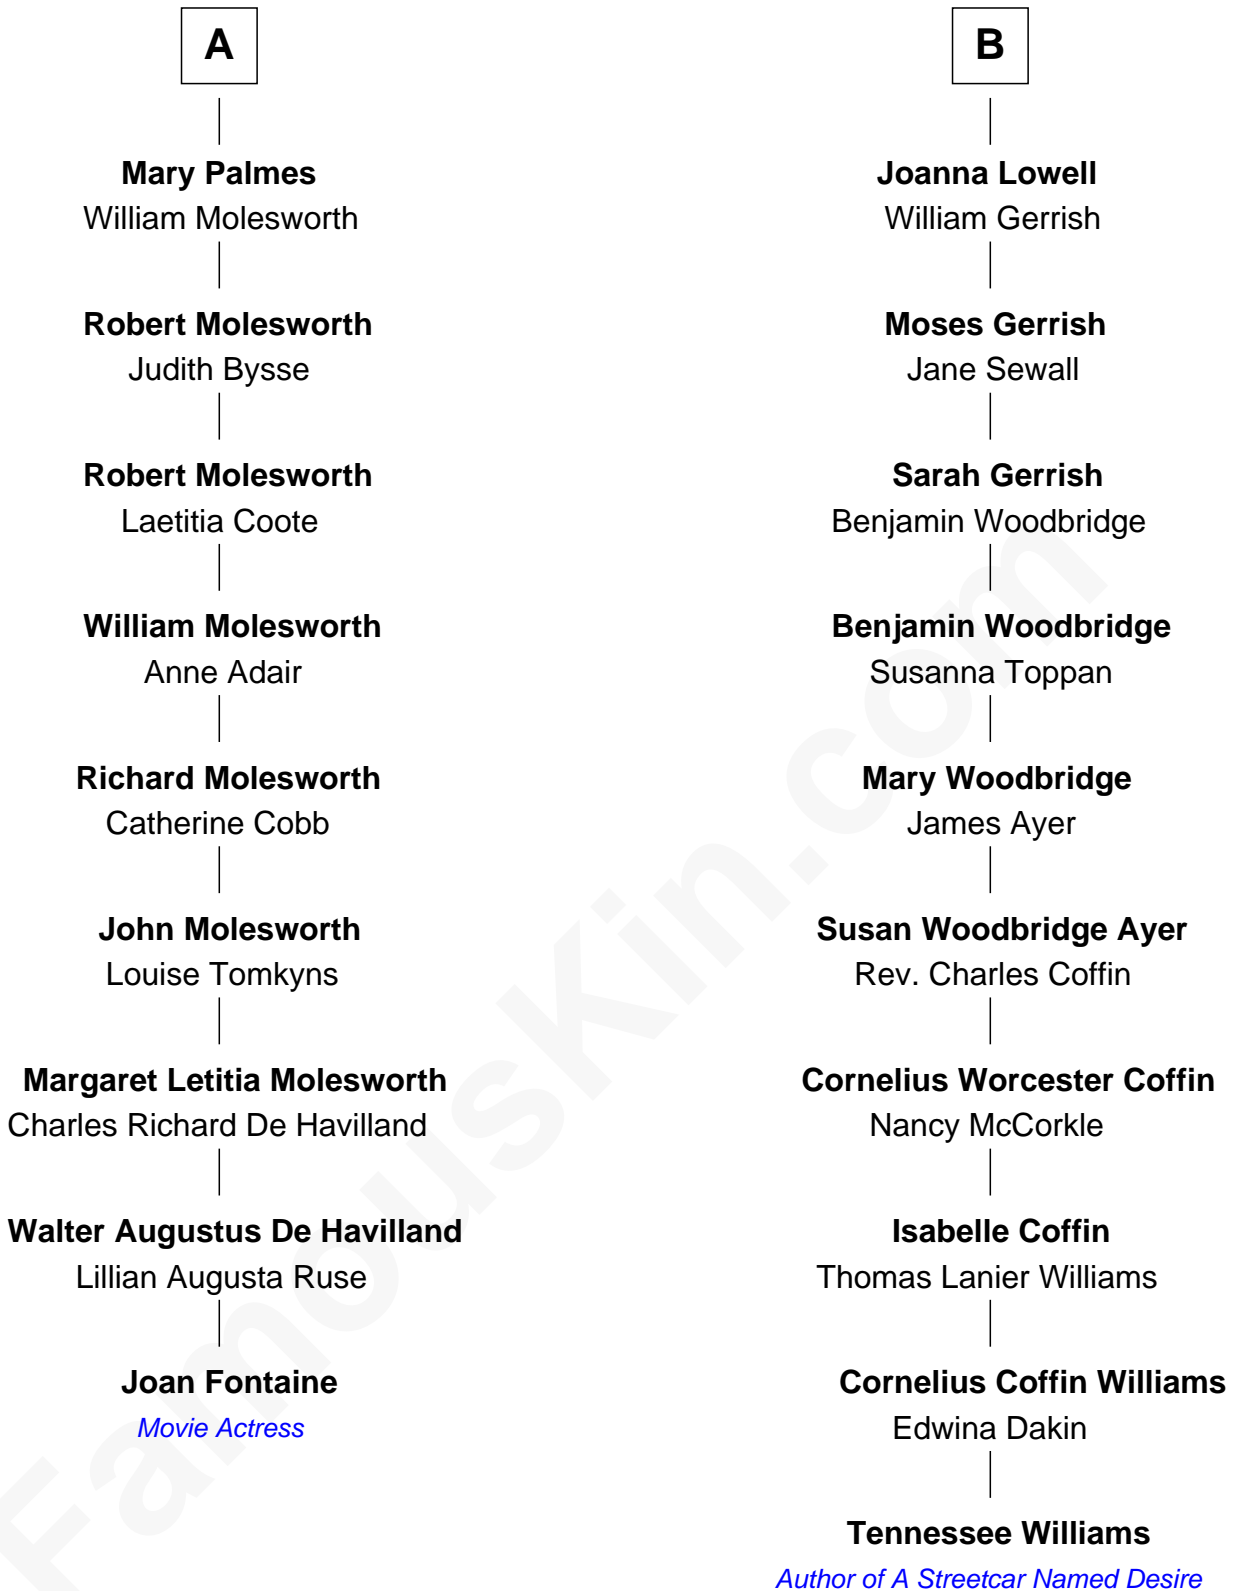 A
Mary Palmes
William Molesworth
Robert Molesworth
Judith Bysse
Robert Molesworth
Laetitia Coote
William Molesworth
Anne Adair
Richard Molesworth
Catherine Cobb
John Molesworth
Louise Tomkyns
Margaret Letitia Molesworth
Charles Richard De Havilland
Walter Augustus De Havilland
Lillian Augusta Ruse
Joan Fontaine
Movie Actress
B
Joanna Lowell
William Gerrish
Moses Gerrish
Jane Sewall
Sarah Gerrish
Benjamin Woodbridge
Benjamin Woodbridge
Susanna Toppan
Mary Woodbridge
James Ayer
Susan Woodbridge Ayer
Rev. Charles Coffin
Cornelius Worcester Coffin
Nancy McCorkle
Isabelle Coffin
Thomas Lanier Williams
Cornelius Coffin Williams
Edwina Dakin
Tennessee Williams
Author of A Streetcar Named Desire
FamousKin.com